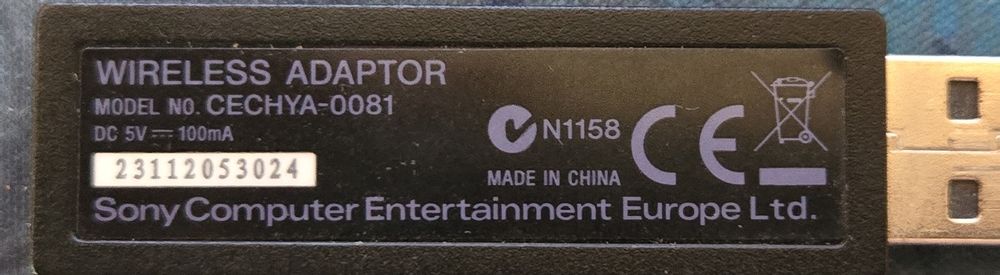 WIRELESS ADAPTOR
MODEL NO. CECHYA-0081
DC 5V ⎓ 100mA
23112053024
N1158
MADE IN CHINA
CE
Sony Computer Entertainment Europe Ltd.